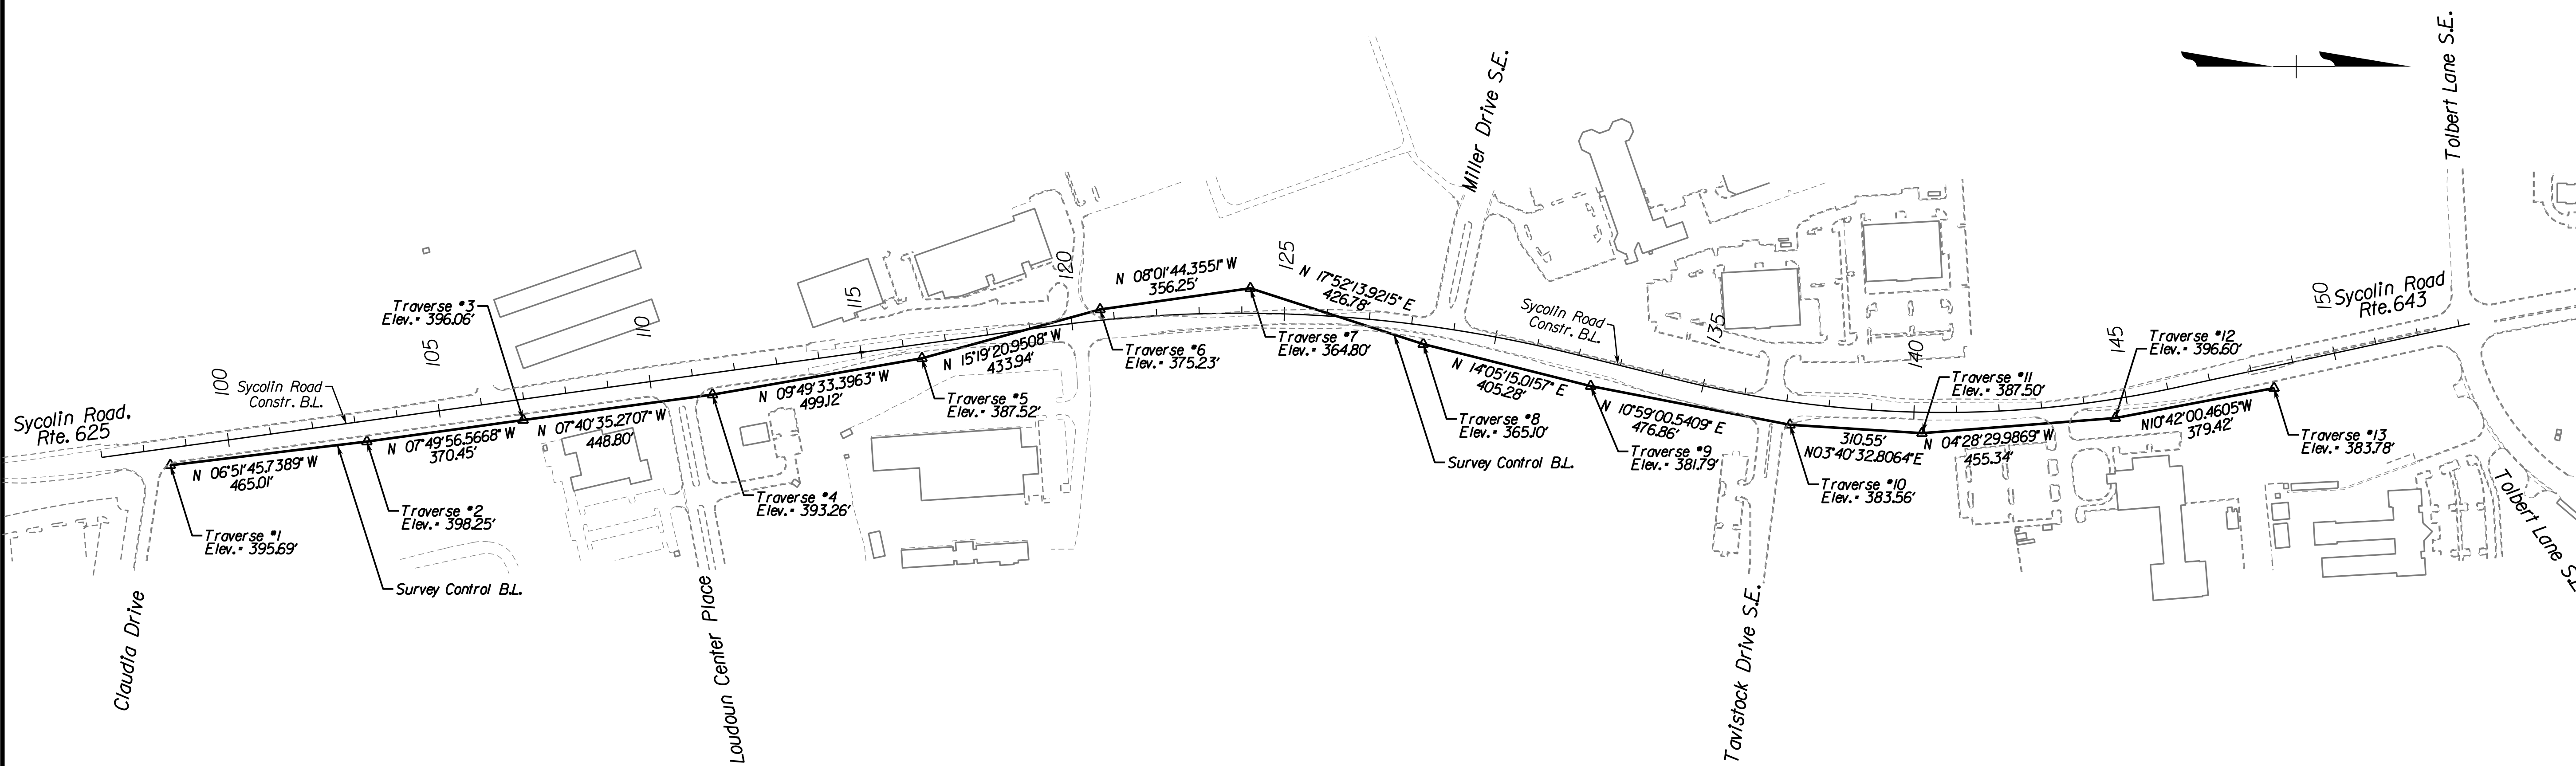 Sycolin Road,
Rte. 625
Claudia Drive
100
Sycolin Road
Constr. B.L.
Traverse #1
Elev.= 395.69'
N 06°51'45.7389" W
465.01'
Traverse #2
Elev.= 398.25'
Survey Control B.L.
N 07°49'56.5668" W
370.45'
105
Traverse #3
Elev.= 396.06'
N 07°40'35.2707" W
448.80'
110
Loudoun Center Place
Traverse #4
Elev.= 393.26'
N 09°49'33.3963" W
499.12'
115
Traverse #5
Elev.= 387.52'
N 15°19'20.9508" W
433.94'
120
Traverse #6
Elev.= 375.23'
N 08°01'44.3551" W
356.25'
125
Traverse #7
Elev.= 364.80'
N 17°52'13.9215" E
426.78'
Miller Drive S.E.
Traverse #8
Elev.= 365.10'
Survey Control B.L.
N 14°05'15.0157" E
405.28'
Sycolin Road
Constr. B.L.
Traverse #9
Elev.= 381.79'
N 10°59'00.5409" E
476.86'
135
Tavistock Drive S.E.
Traverse #10
Elev.= 383.56'
310.55'
N03°40'32.8064"E
140
Traverse #11
Elev.= 387.50'
N 04°28'29.9869" W
455.34'
145
Traverse #12
Elev.= 396.60'
N10°42'00.4605"W
379.42'
Traverse #13
Elev.= 383.78'
150
Sycolin Road
Rte.643
Tolbert Lane S.E.
Tolbert Lane